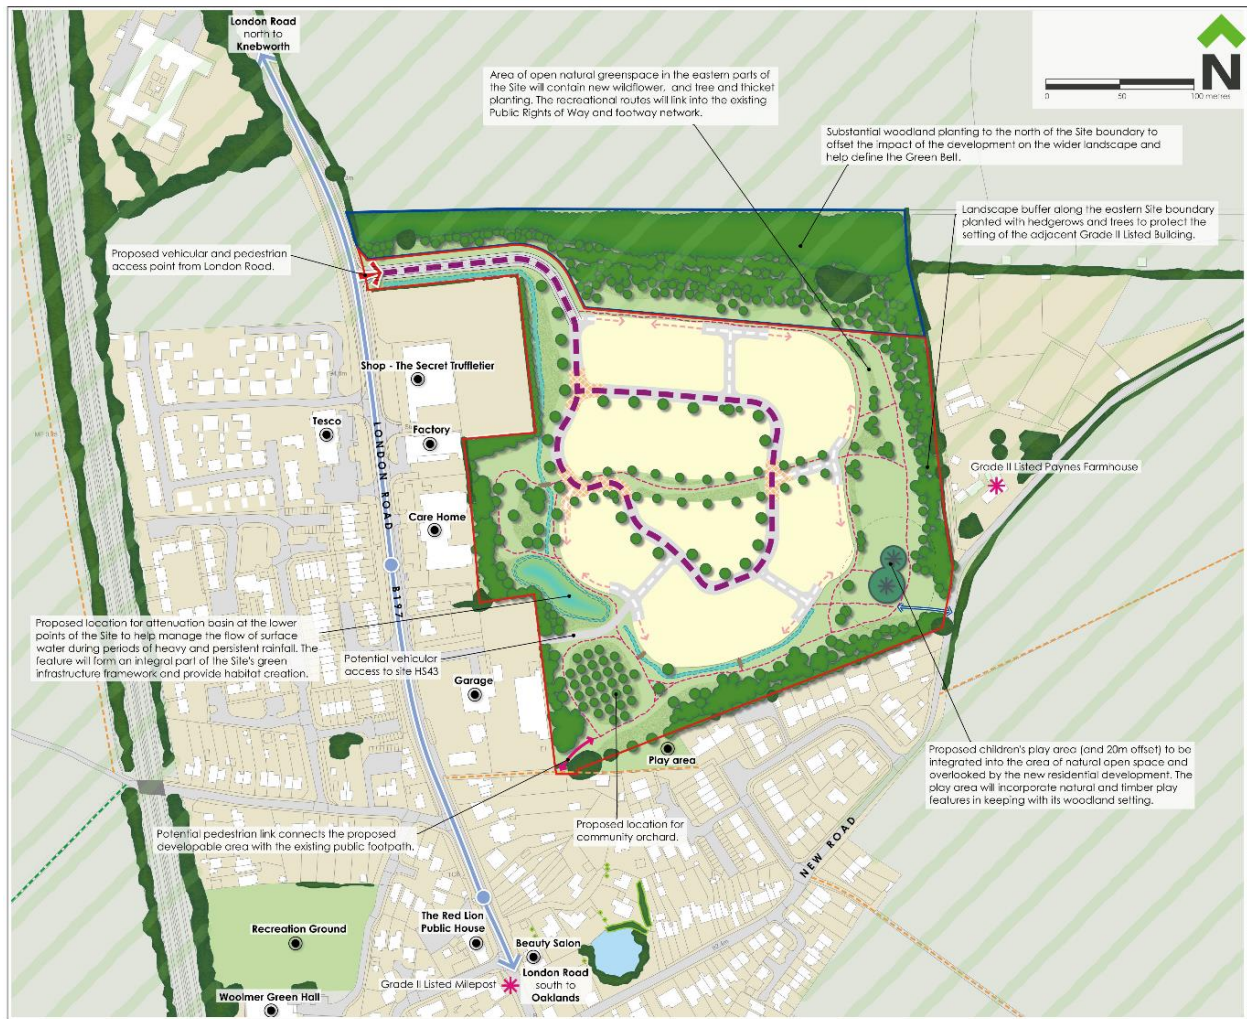 London Road
north to
Knebworth
N
0 50 100 metres
Area of open natural greenspace in the eastern parts of
the Site will contain new wildflower, and tree and thicket
planting. The recreational routes will link into the existing
Public Rights of Way and footway network.
Substantial woodland planting to the north of the Site boundary to
offset the impact of the development on the wider landscape and
help define the Green Belt.
Landscape buffer along the eastern Site boundary
planted with hedgerows and trees to protect the
setting of the adjacent Grade II Listed Building.
Proposed vehicular and pedestrian
access point from London Road.
Shop - The Secret Truffletier
Tesco
Factory
LONDON ROAD
B197
Grade II Listed Paynes Farmhouse
Care Home
Proposed location for attenuation basin at the lower
points of the Site to help manage the flow of surface
water during periods of heavy and persistent rainfall. The
feature will form an integral part of the Site's green
infrastructure framework and provide habitat creation.
Potential vehicular
access to site HS43
Garage
Play area
Proposed children's play area (and 20m offset) to be
integrated into the area of natural open space and
overlooked by the new residential development. The
play area will incorporate natural and timber play
features in keeping with its woodland setting.
Potential pedestrian link connects the proposed
developable area with the existing public footpath.
Proposed location for
community orchard.
NEW ROAD
Recreation Ground
The Red Lion
Public House
Beauty Salon
London Road
south to
Oaklands
Grade II Listed Milepost
Woolmer Green Hall